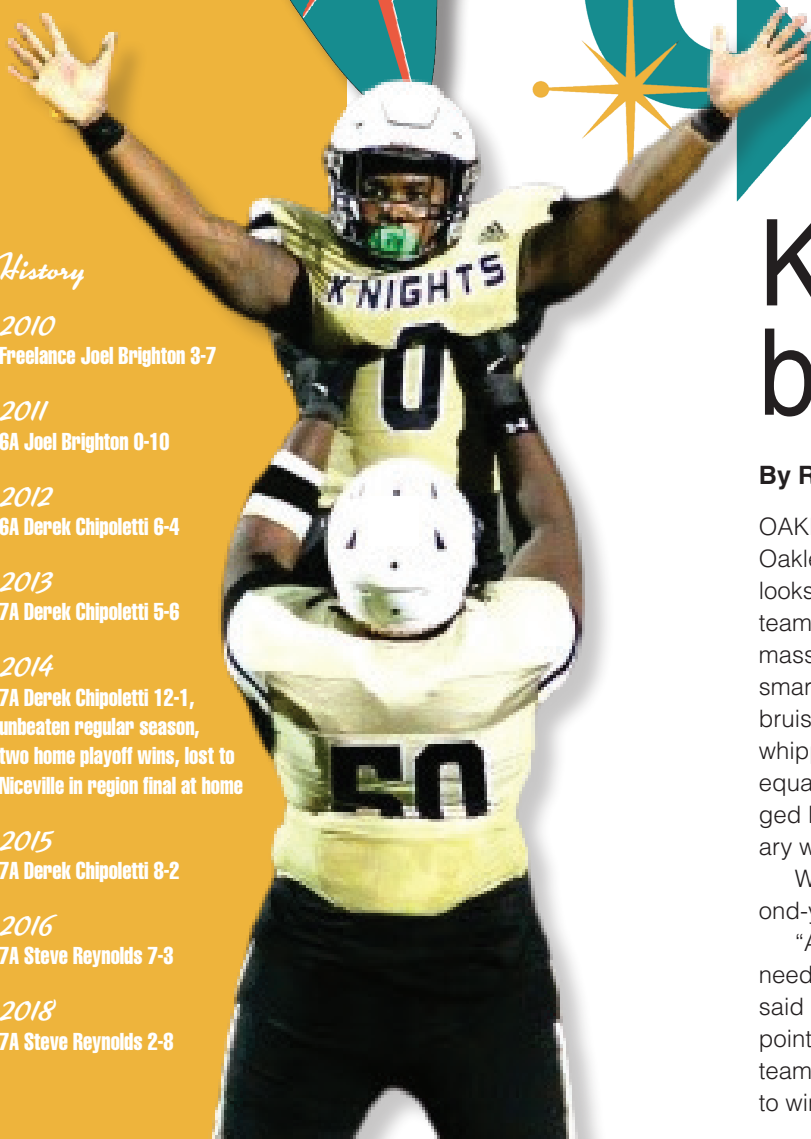 History
2010
Freelance Joel Brighton 3-7
2011
6A Joel Brighton 0-10
2012
6A Derek Chipoletti 6-4
2013
7A Derek Chipoletti 5-6
2014
7A Derek Chipoletti 12-1,
unbeaten regular season,
two home playoff wins, lost to
Niceville in region final at home
2015
7A Derek Chipoletti 8-2
2016
7A Steve Reynolds 7-3
2018
7A Steve Reynolds 2-8
KNIGHTS
0
50
K
b
By R
OAK
Oakle
looks
team
mass
smar
bruis
whip
equa
ged
ary w
W
ond-y
“A
need
said
point
team
to wi